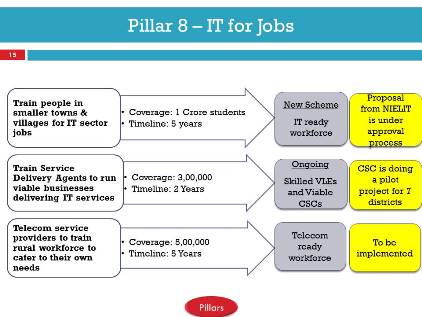 Pillar 8 – IT for Jobs
15
Train people in
smaller towns &
villages for IT sector
jobs
• Coverage: 1 Crore students
• Timeline: 5 years
New Scheme
IT ready
workforce
Proposal
from NIELIT
is under
approval
process
Train Service
Delivery Agents to run
viable businesses
delivering IT services
• Coverage: 3,00,000
• Timeline: 2 Years
Ongoing
Skilled VLEs
and Viable
CSCs
CSC is doing
a pilot
project for 7
districts
Telecom service
providers to train
rural workforce to
cater to their own
needs
• Coverage: 5,00,000
• Timeline: 5 Years
Telecom
ready
workforce
To be
implemented
Pillars